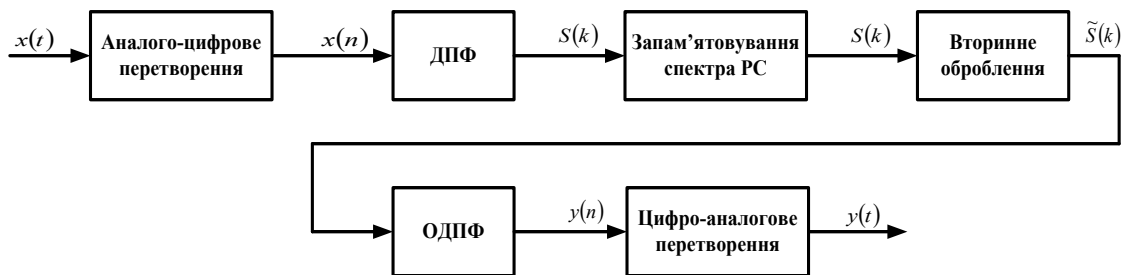 x(t)
Аналого-цифрове
перетворення
x(n)
ДПФ
S(k)
Запам’ятовування
спектра РС
S(k)
Вторинне
оброблення
S̃(k)
ОДПФ
y(n)
Цифро-аналогове
перетворення
y(t)